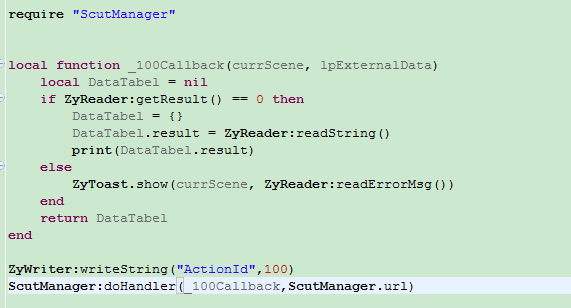 require "ScutManager"
local function _100Callback(currScene, lpExternalData)
local DataTabel = nil
if ZyReader:getResult() == 0 then
DataTabel = {}
DataTabel.result = ZyReader:readString()
print(DataTabel.result)
else
ZyToast.show(currScene, ZyReader:readErrorMsg())
end
return DataTabel
end
ZyWriter:writeString("ActionId",100)
ScutManager:doHandler(_100Callback,ScutManager.url)